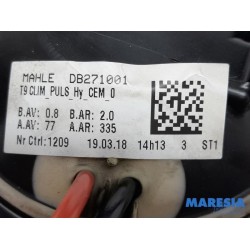 MAHLE DB271001
T9 CLIM_PULS_Hy_CEM_0
B.AV: 0.8 B.AR: 2.0
A.AV: 77 A.AR: 335
Nr Ctrl:1209 19.03.18 14h13 3 ST1
MARESIA